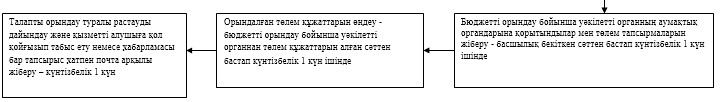 Талапты орындау туралы растауды
дайындау және қызметті алушыға қол
қойғызып табыс ету немесе хабарламасы
бар тапсырыс хатпен почта арқылы
жіберу – күнтізбелік 1 күн
Орындалған төлем құжаттарын өңдеу -
бюджетті орындау бойынша уәкілетті
органнан төлем құжаттарын алған сәттен
бастап күнтізбелік 1 күн ішінде
Бюджетті орындау бойынша уәкілетті органның аумақтық
органдарына қорытындылар мен төлем тапсырмаларын
жіберу - басшылық бекіткен сәттен бастап күнтізбелік 1 күн
ішінде